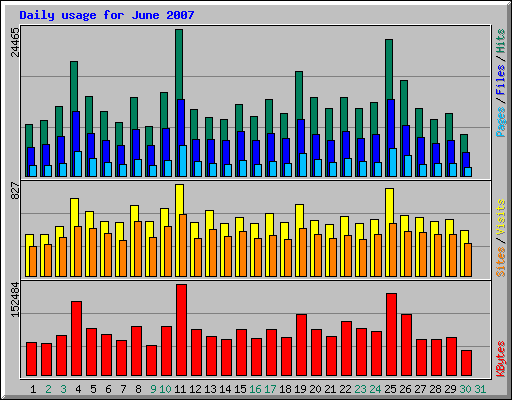 Daily usage for June 2007
24465
Pages / Files / Hits
827
Sites / Visits
152484
KBytes
1 2 3 4 5 6 7 8 9 10 11 12 13 14 15 16 17 18 19 20 21 22 23 24 25 26 27 28 29 30 31